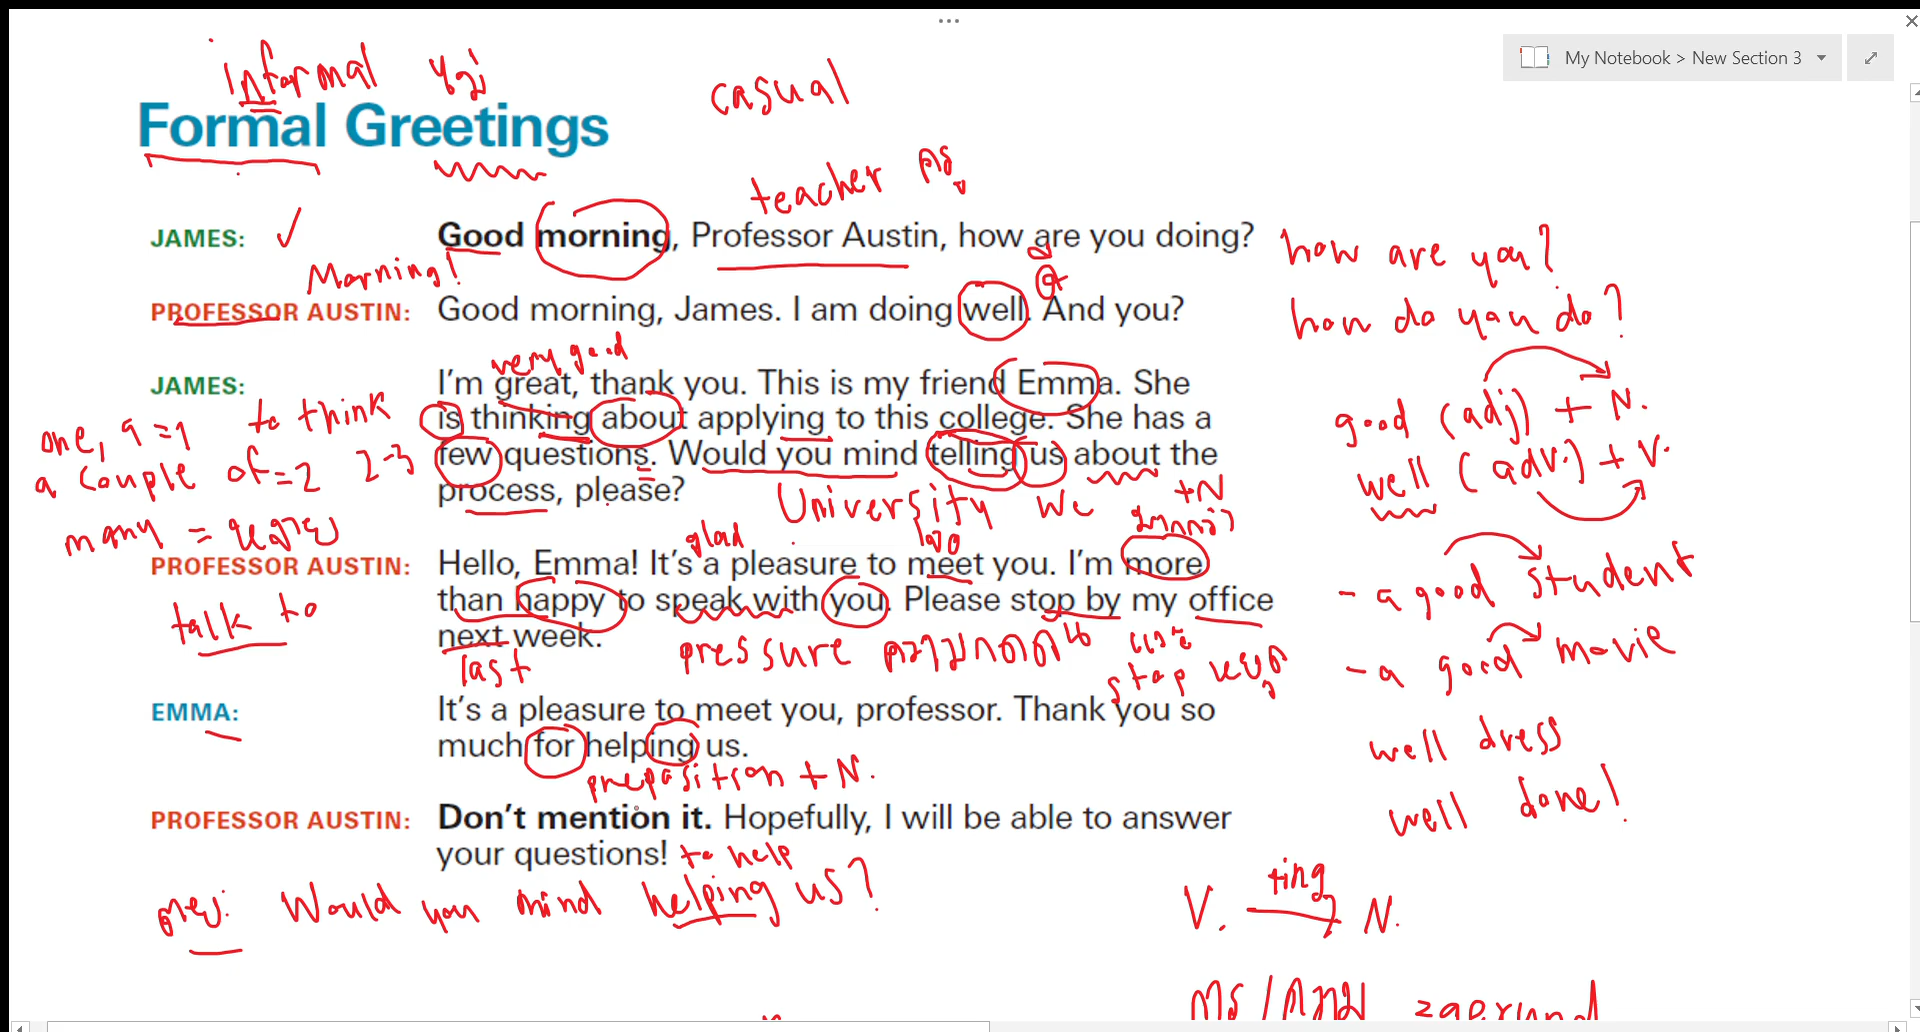 My Notebook > New Section 3
informal
casual
Formal Greetings
teacher
JAMES: Good morning, Professor Austin, how are you doing?
how are you?
Morning!
PROFESSOR AUSTIN: Good morning, James. I am doing well. And you?
how do you do?
very good
JAMES: I'm great, thank you. This is my friend Emma. She
is thinking about applying to this college. She has a
few questions. Would you mind telling us about the
process, please?
one, a = 1 to think
a couple of = 2 2-3
many =
good (adj) + N.
well (adv.) + V.
University We +N
glad
PROFESSOR AUSTIN: Hello, Emma! It's a pleasure to meet you. I'm more
than happy to speak with you. Please stop by my office
next week.
talk to
last
pressure
stop
- a good student
- a good movie
EMMA: It's a pleasure to meet you, professor. Thank you so
much for helping us.
preposition + N.
well dress
well done!
PROFESSOR AUSTIN: Don't mention it. Hopefully, I will be able to answer
your questions!
to help
Would you mind helping us?
V. ting N.